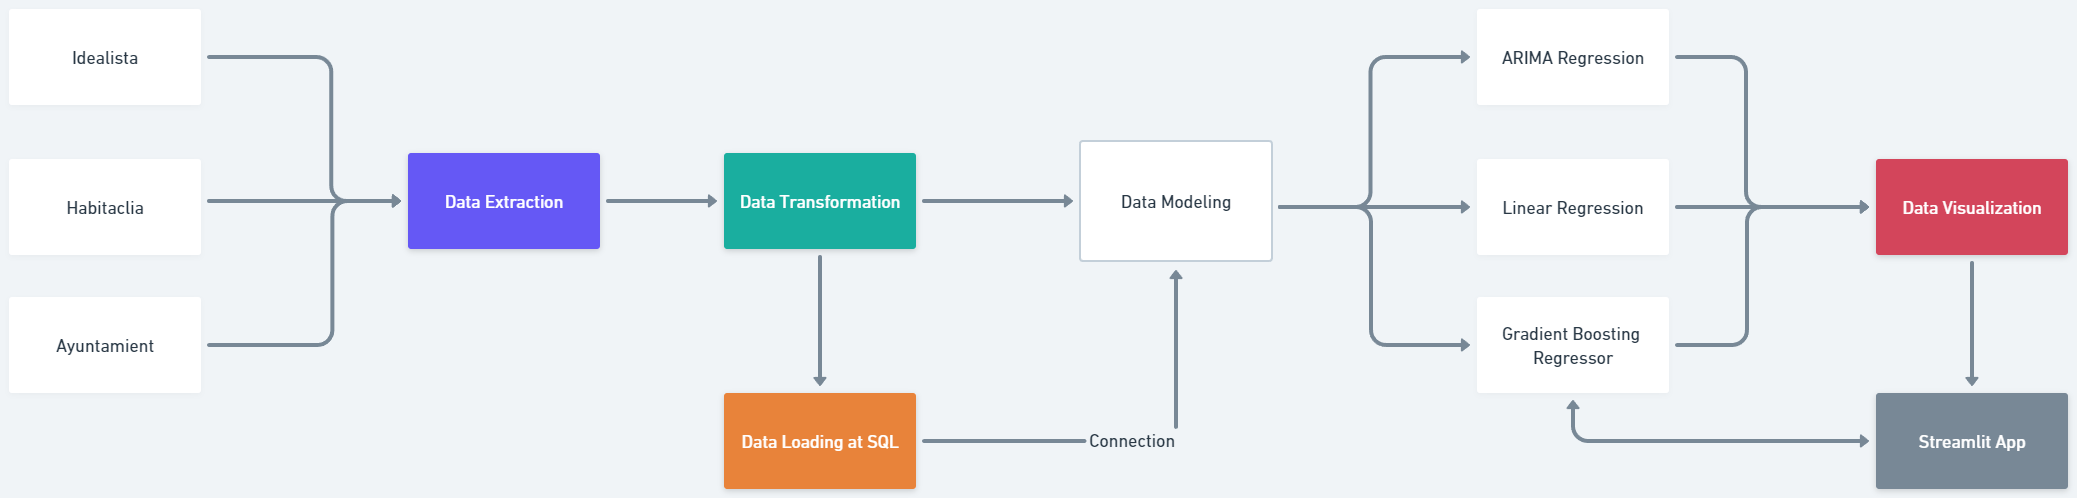 Idealista
Habitaclia
Ayuntamient
Data Extraction
Data Transformation
Data Loading at SQL
Connection
Data Modeling
ARIMA Regression
Linear Regression
Gradient Boosting
Regressor
Data Visualization
Streamlit App